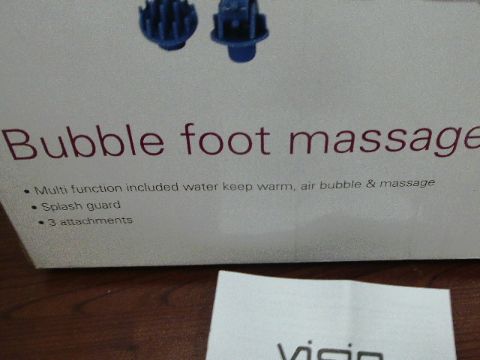 Bubble foot massage
• Multi function included water keep warm, air bubble & massage
• Splash guard
• 3 attachments